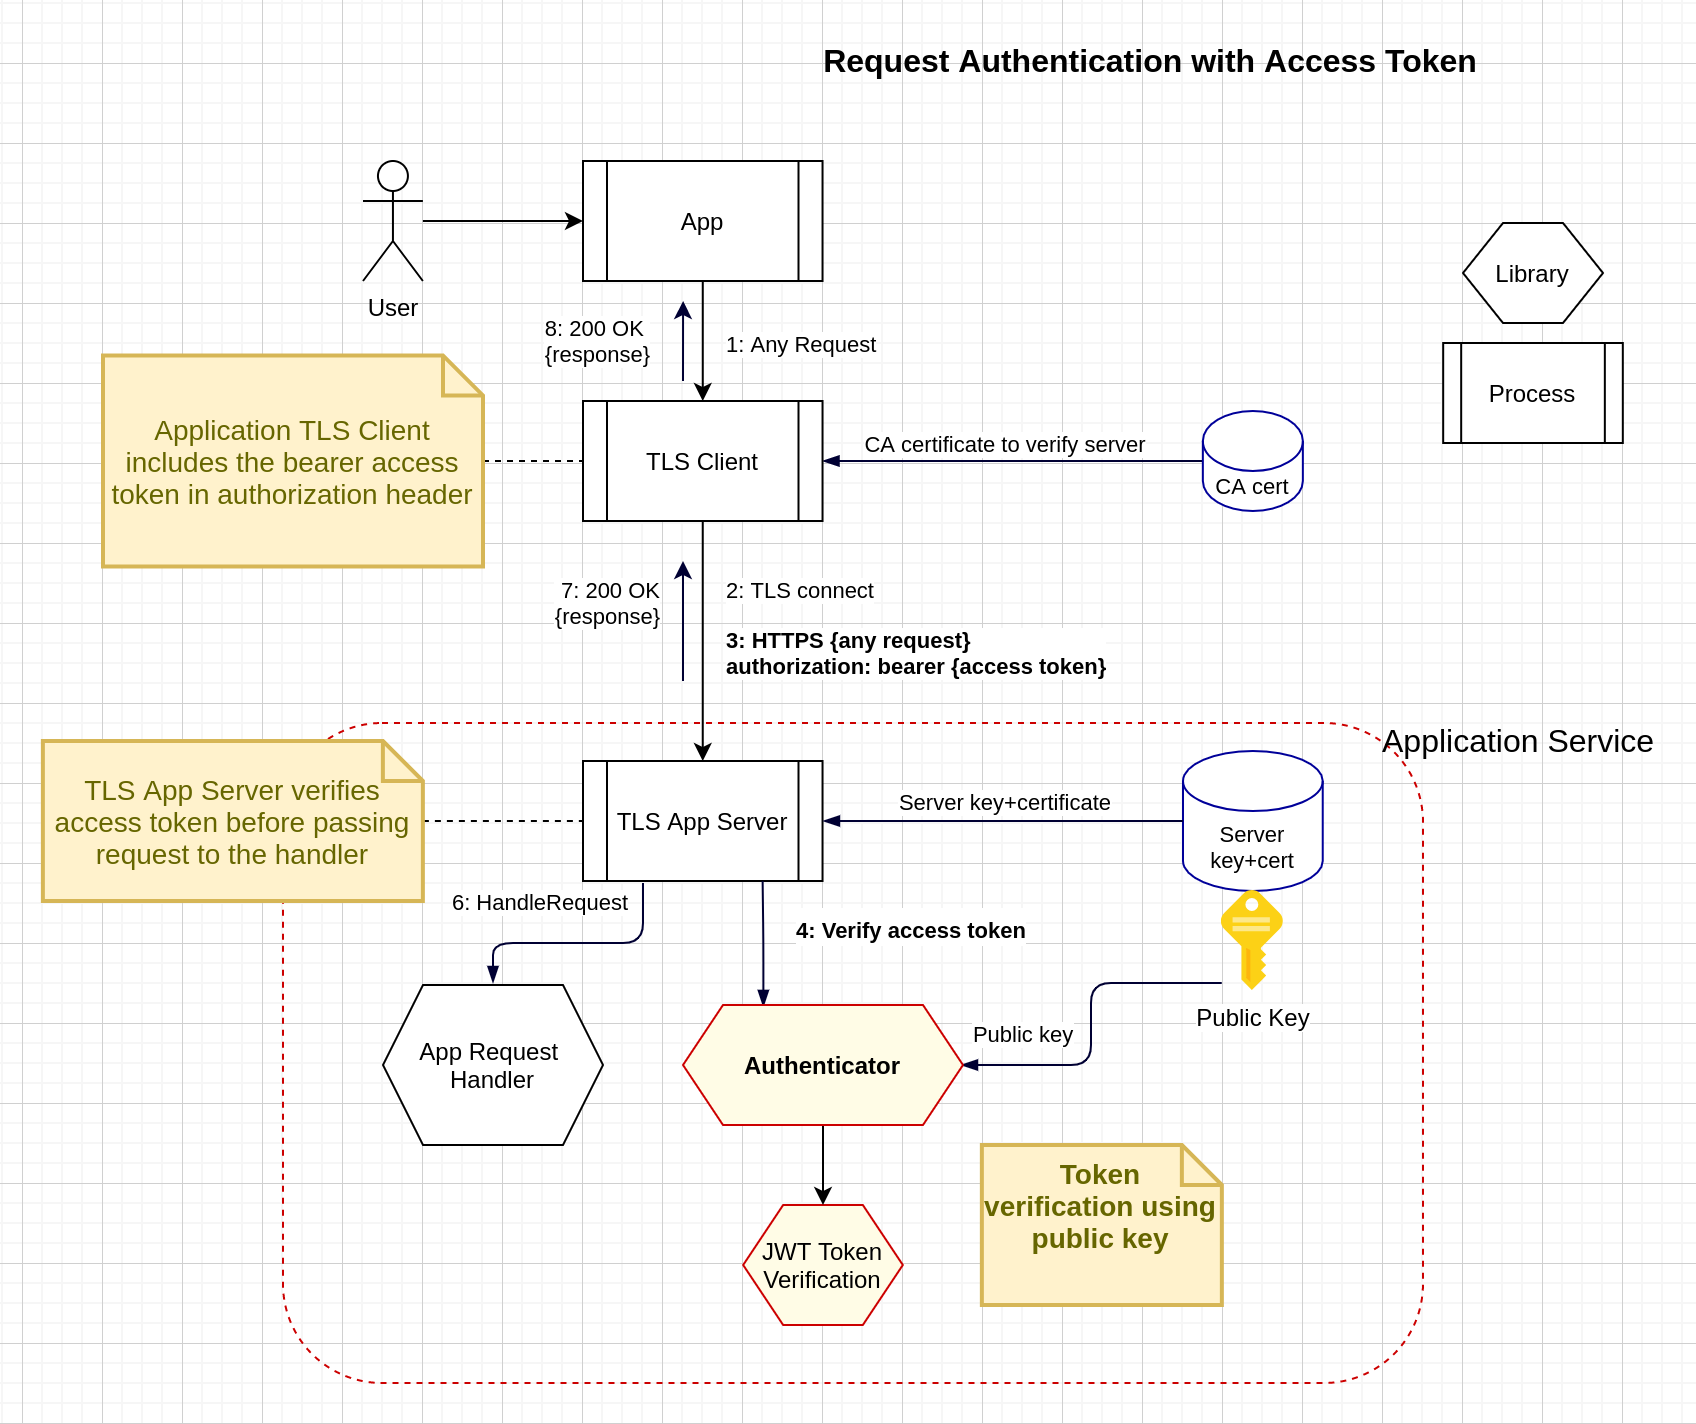 Request Authentication with Access Token
App
User
Library
8: 200 OK
{response}
1: Any Request
Process
Application TLS Client
includes the bearer access
token in authorization header
TLS Client
CA certificate to verify server
CA cert
7: 200 OK
{response}
2: TLS connect
3: HTTPS {any request}
authorization: bearer {access token}
Application Service
TLS App Server verifies
access token before passing
request to the handler
TLS App Server
Server key+certificate
Server
key+cert
6: HandleRequest
4: Verify access token
Public Key
Public key
App Request
Handler
Authenticator
Token
verification using
public key
JWT Token
Verification